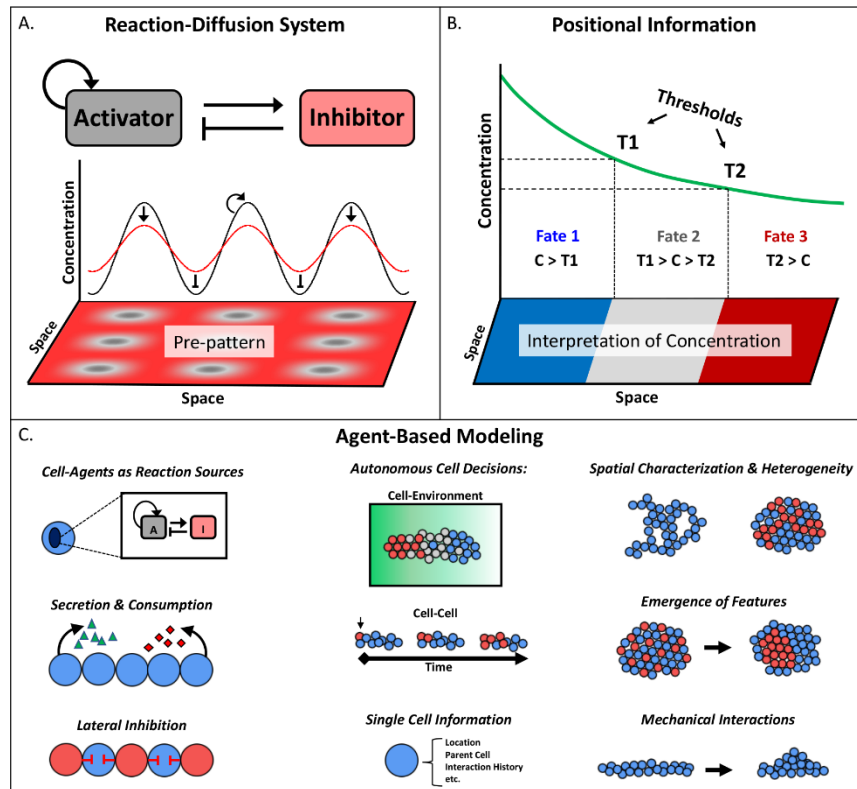 A.
Reaction-Diffusion System
Activator
Inhibitor
Concentration
Space
Pre-pattern
Space
B.
Positional Information
Concentration
Thresholds
T1
T2
Fate 1
Fate 2
Fate 3
C > T1
T1 > C > T2
T2 > C
Space
Interpretation of Concentration
Space
C.
Agent-Based Modeling
Cell-Agents as Reaction Sources
A
I
Secretion & Consumption
Lateral Inhibition
Autonomous Cell Decisions:
Cell-Environment
Cell-Cell
Time
Single Cell Information
Location
Parent Cell
Interaction History
etc.
Spatial Characterization & Heterogeneity
Emergence of Features
Mechanical Interactions